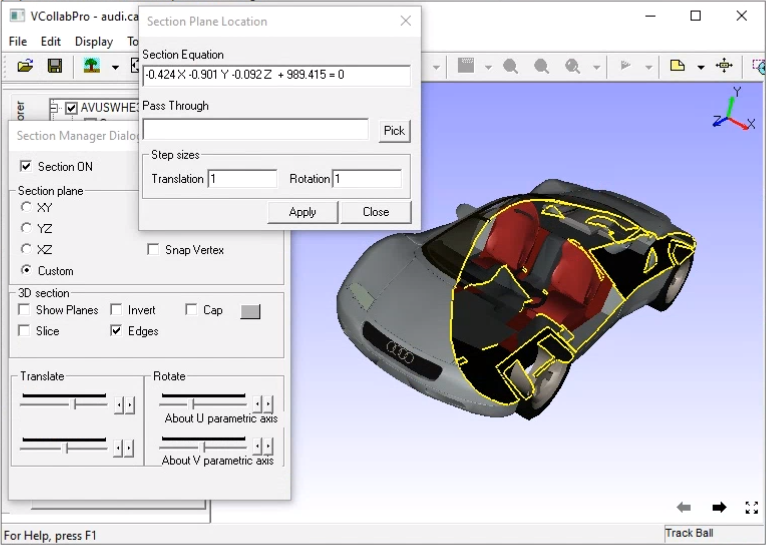 VCollabPro - audi.ca
Section Plane Location
File Edit Display To
Section Equation
-0.424 X -0.901 Y -0.092 Z + 989.415 = 0
AVUSWHE
Pass Through
Pick
Section Manager Dialog
Step sizes
Section ON
Translation 1 Rotation 1
Section plane
XY
Apply Close
YZ
XZ Snap Vertex
Custom
3D section
Show Planes Invert Cap
Slice Edges
Translate Rotate
About U parametric axis
About V parametric axis
For Help, press F1
Track Ball
Y
Z X